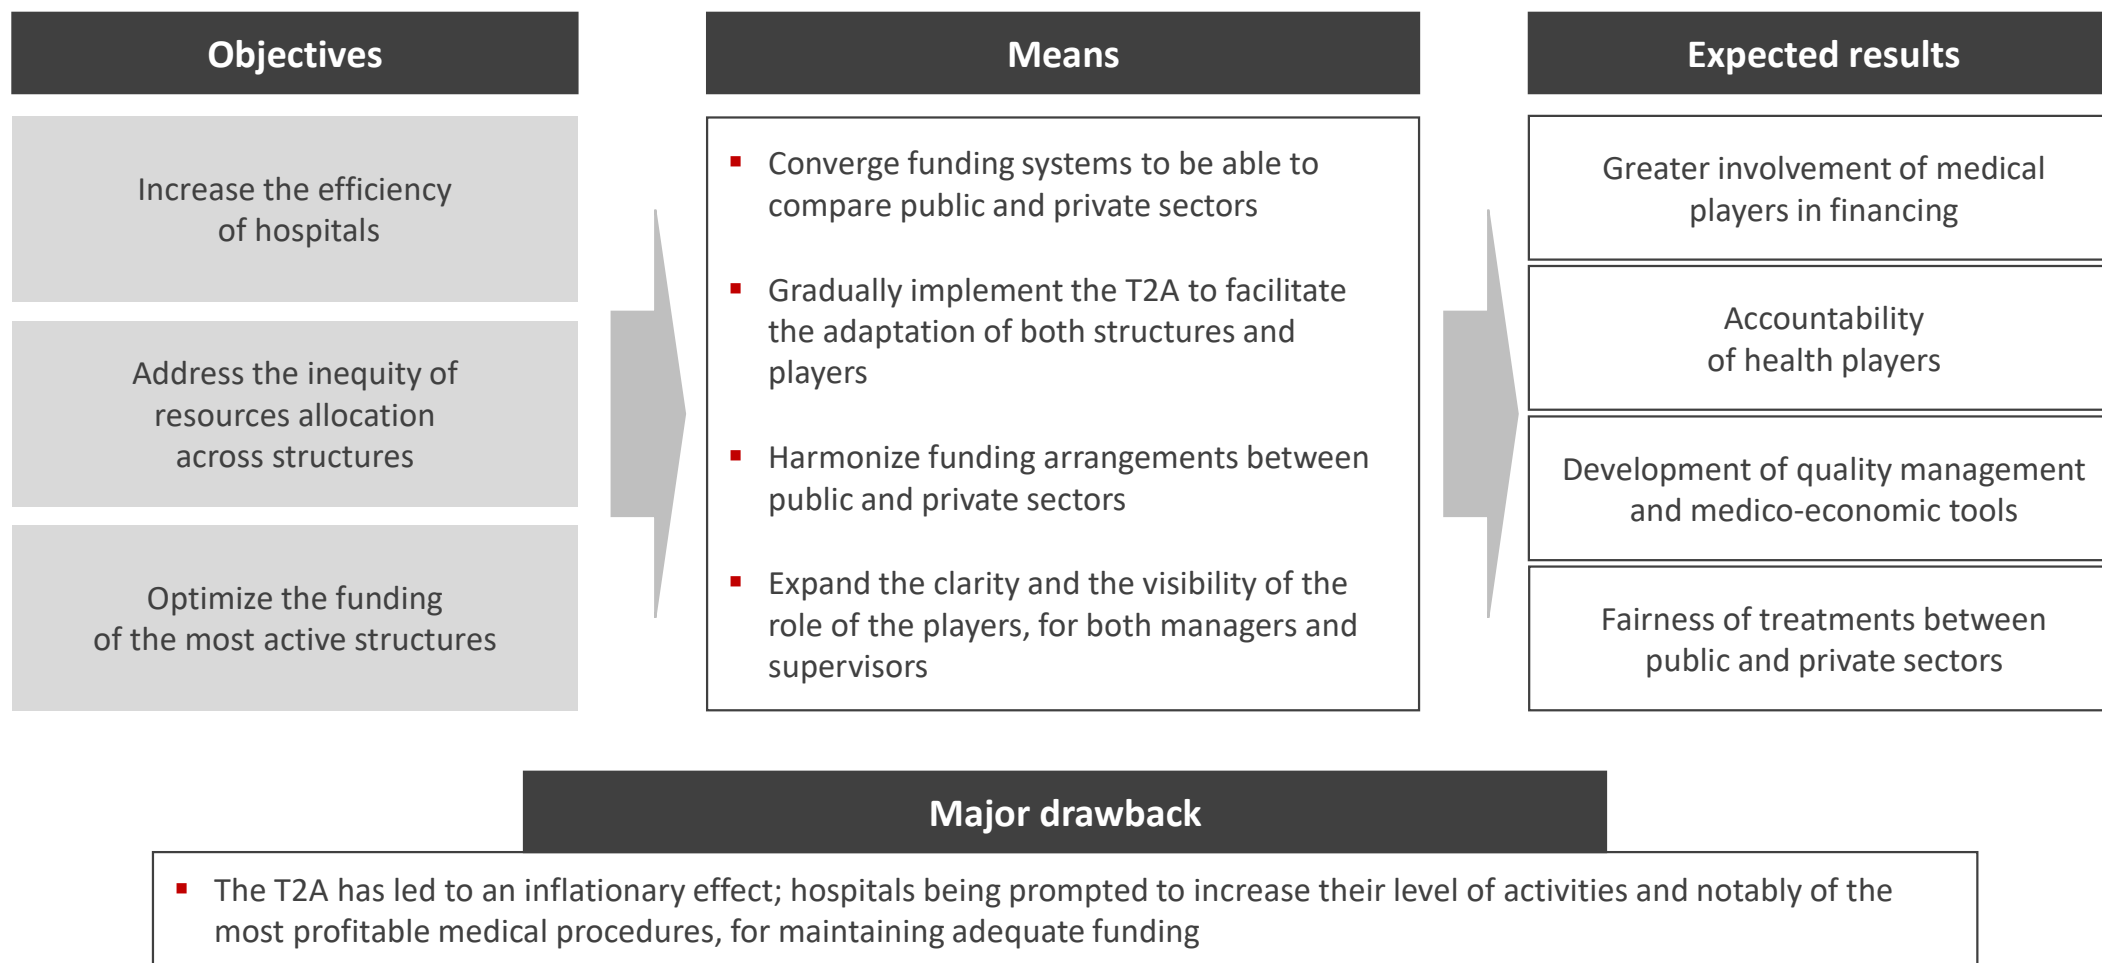 Objectives
Increase the efficiency
of hospitals
Address the inequity of
resources allocation
across structures
Optimize the funding
of the most active structures
Means
▪ Converge funding systems to be able to
compare public and private sectors
▪ Gradually implement the T2A to facilitate
the adaptation of both structures and
players
▪ Harmonize funding arrangements between
public and private sectors
▪ Expand the clarity and the visibility of the
role of the players, for both managers and
supervisors
Expected results
Greater involvement of medical
players in financing
Accountability
of health players
Development of quality management
and medico-economic tools
Fairness of treatments between
public and private sectors
Major drawback
▪ The T2A has led to an inflationary effect; hospitals being prompted to increase their level of activities and notably of the
most profitable medical procedures, for maintaining adequate funding